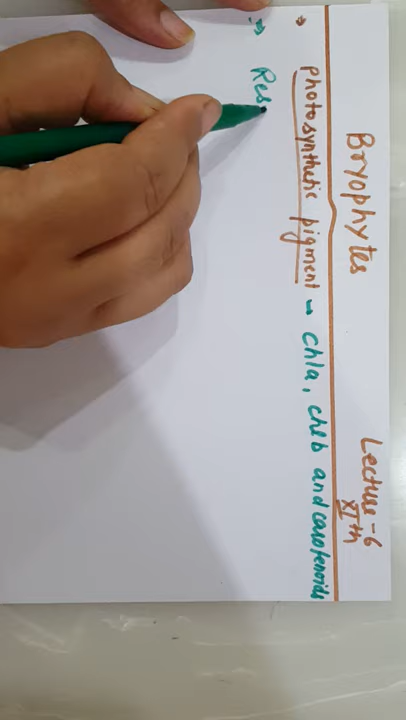 Bryophytes Lecture-6
XIth
→ Photosynthetic pigment → Chla, chlb and carotenoids
⇒ Res